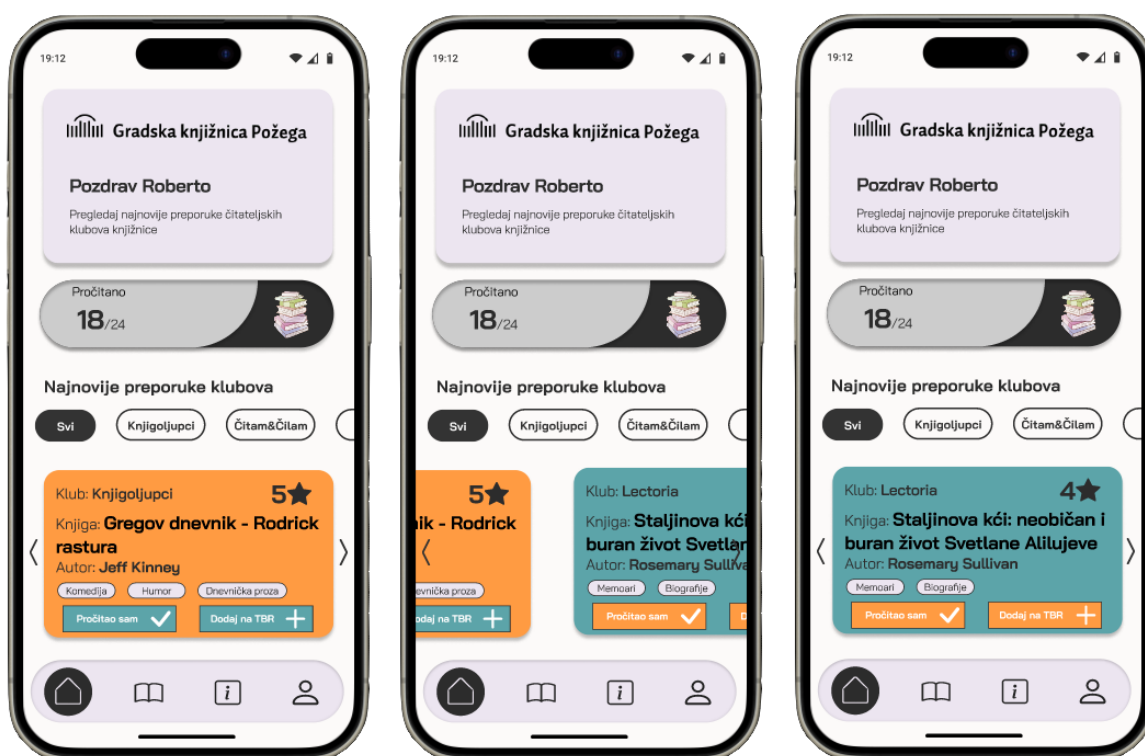 19:12
Gradska knjižnica Požega
Pozdrav Roberto
Pregledaj najnovije preporuke čitateljskih
klubova knjižnice
Pročitano
18/24
Najnovije preporuke klubova
Svi
Knjigoljupci
Čitam&Čilam
Klub: Knjigoljupci
5
Knjiga: Gregov dnevnik - Rodrick
rastura
Autor: Jeff Kinney
Komedija
Humor
Dnevnička proza
Pročitao sam
Dodaj na TBR
i
19:12
Gradska knjižnica Požega
Pozdrav Roberto
Pregledaj najnovije preporuke čitateljskih
klubova knjižnice
Pročitano
18/24
Najnovije preporuke klubova
Svi
Knjigoljupci
Čitam&Čilam
5
ik - Rodrick
evnička proza
odaj na TBR
Klub: Lectoria
Knjiga: Staljinova kći
buran život Svetlan
Autor: Rosemary Sulliva
Memoari
Biografije
Pročitao sam
D
i
19:12
Gradska knjižnica Požega
Pozdrav Roberto
Pregledaj najnovije preporuke čitateljskih
klubova knjižnice
Pročitano
18/24
Najnovije preporuke klubova
Svi
Knjigoljupci
Čitam&Čilam
Klub: Lectoria
4
Knjiga: Staljinova kći: neobičan i
buran život Svetlane Alilujeve
Autor: Rosemary Sullivan
Memoari
Biografije
Pročitao sam
Dodaj na TBR
i